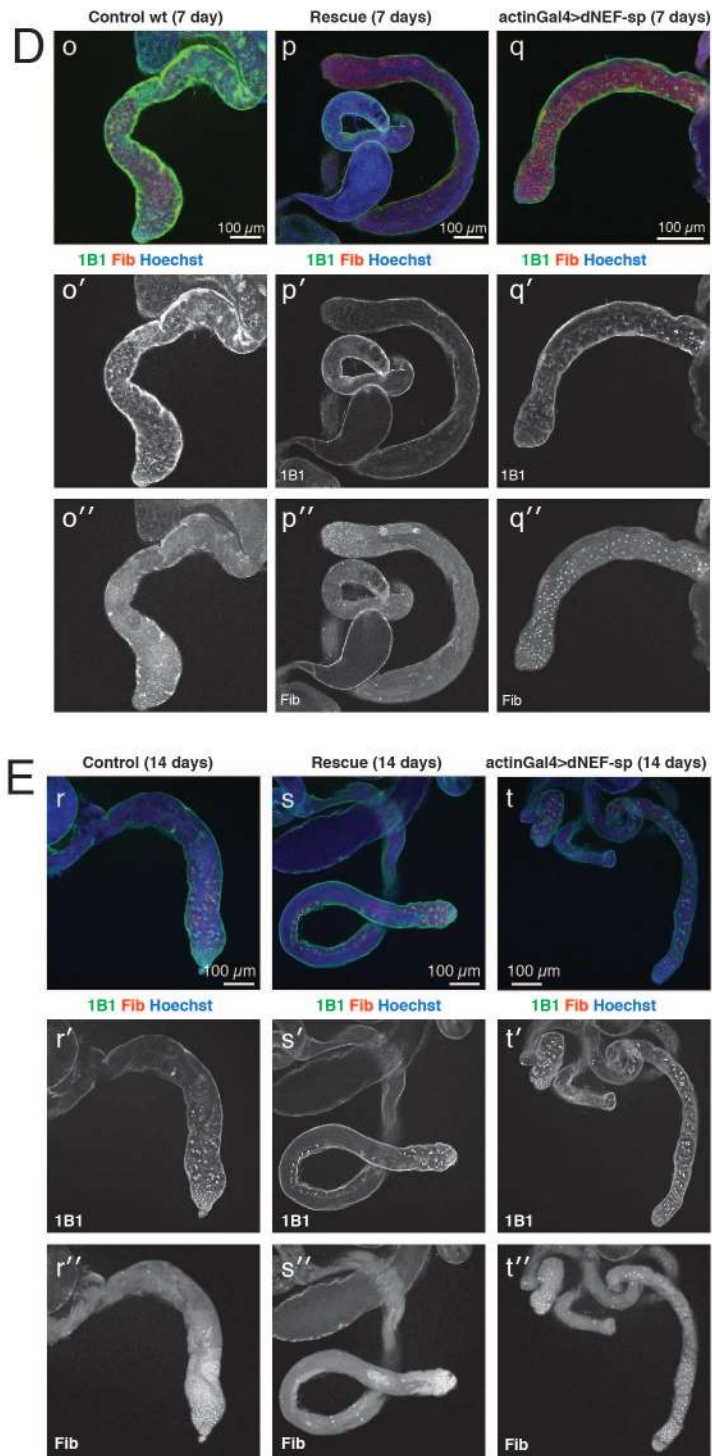 D
Control wt (7 day) Rescue (7 days) actinGal4>dNEF-sp (7 days)
o p q
100 µm 100 µm 100 µm
1B1 Fib Hoechst 1B1 Fib Hoechst 1B1 Fib Hoechst
o′ p′ q′
1B1 1B1
o″ p″ q″
Fib Fib
E
Control (14 days) Rescue (14 days) actinGal4>dNEF-sp (14 days)
r s t
100 µm 100 µm 100 µm
1B1 Fib Hoechst 1B1 Fib Hoechst 1B1 Fib Hoechst
r′ s′ t′
1B1 1B1 1B1
r″ s″ t″
Fib Fib Fib